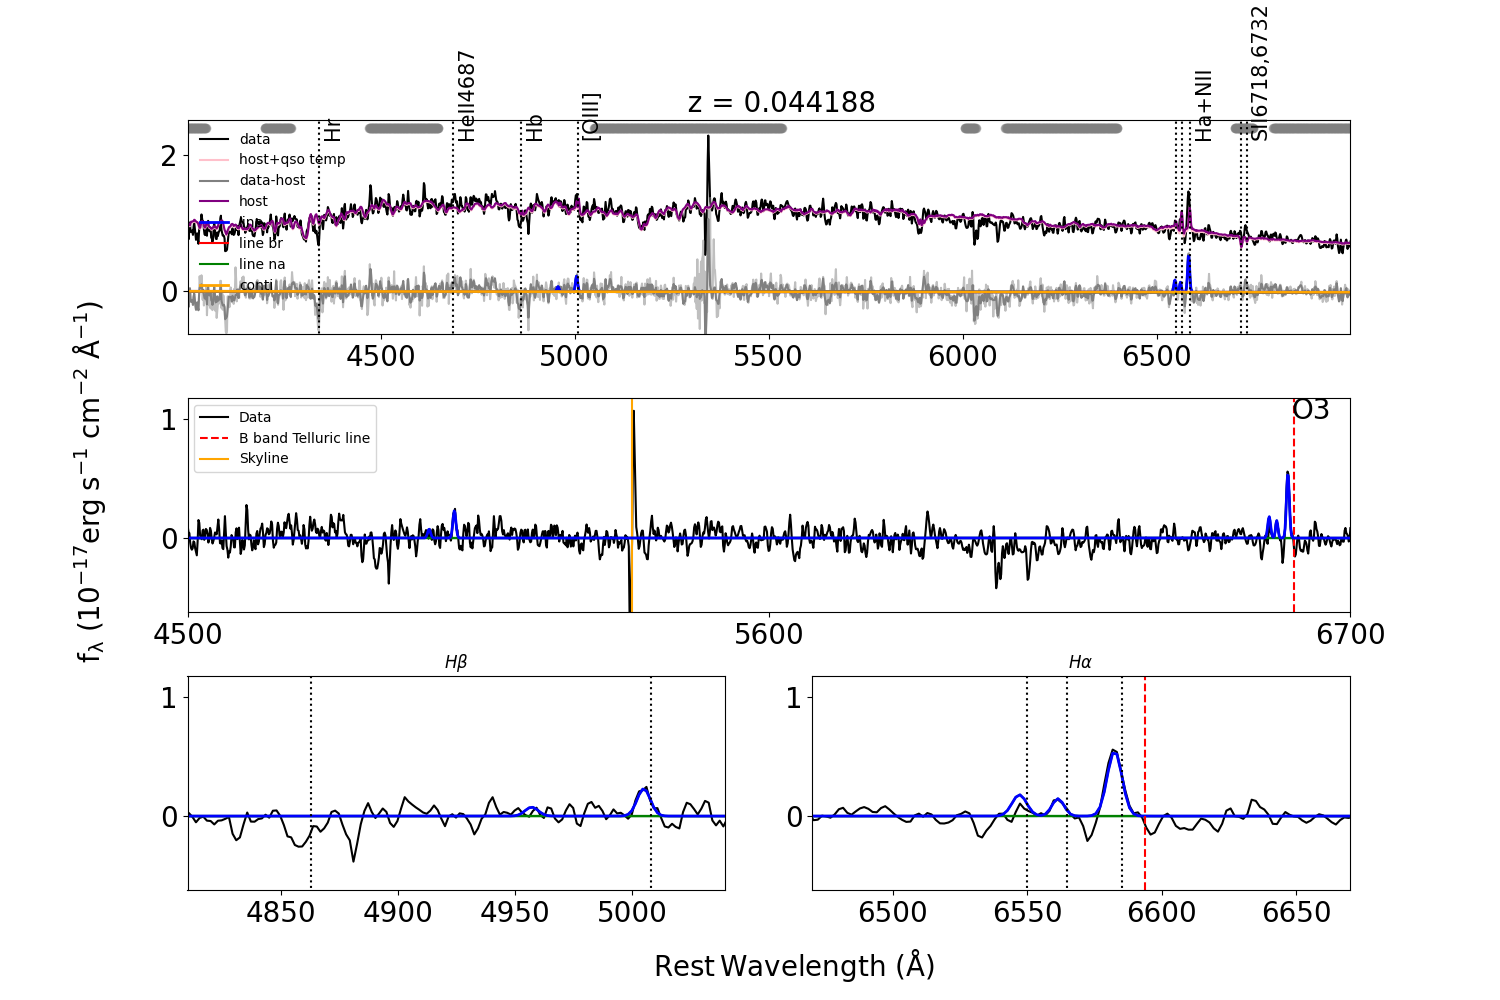 Hr
HeII4687
Hb
[OIII]
Ha+NII
SII6718,6732
z = 0.044188
data
host+qso temp
data-host
host
line
line br
line na
conti
2
0
4500
5000
5500
6000
6500
Data
B band Telluric line
Skyline
O3
1
0
4500
5600
6700
fλ (10−17erg s−1 cm−2 Å−1)
Hβ
1
0
4850
4900
4950
5000
Hα
1
0
6500
6550
6600
6650
Rest Wavelength (Å)